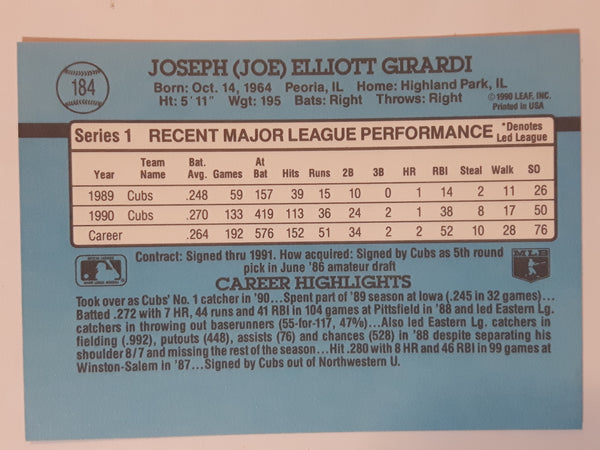 184
JOSEPH (JOE) ELLIOTT GIRARDI
Born: Oct. 14, 1964 Peoria, IL Home: Highland Park, IL
Ht: 5' 11" Wgt: 195 Bats: Right Throws: Right
©1990 LEAF, INC.
Printed in USA
Series 1 RECENT MAJOR LEAGUE PERFORMANCE *Denotes Led League
Year Team Name Bat. Avg. Games At Bat Hits Runs 2B 3B HR RBI Steal Walk SO
1989 Cubs .248 59 157 39 15 10 0 1 14 2 11 26
1990 Cubs .270 133 419 113 36 24 2 1 38 8 17 50
Career .264 192 576 152 51 34 2 2 52 10 28 76
Contract: Signed thru 1991. How acquired: Signed by Cubs as 5th round
pick in June '86 amateur draft
MLB
CAREER HIGHLIGHTS
Took over as Cubs' No. 1 catcher in '90...Spent part of '89 season at Iowa (.245 in 32 games)...
Batted .272 with 7 HR, 44 runs and 41 RBI in 104 games at Pittsfield in '88 and led Eastern Lg.
catchers in throwing out baserunners (55-for-117, 47%)...Also led Eastern Lg. catchers in
fielding (.992), putouts (448), assists (76) and chances (528) in '88 despite separating his
shoulder 8/7 and missing the rest of the season...Hit .280 with 8 HR and 46 RBI in 99 games at
Winston-Salem in '87...Signed by Cubs out of Northwestern U.